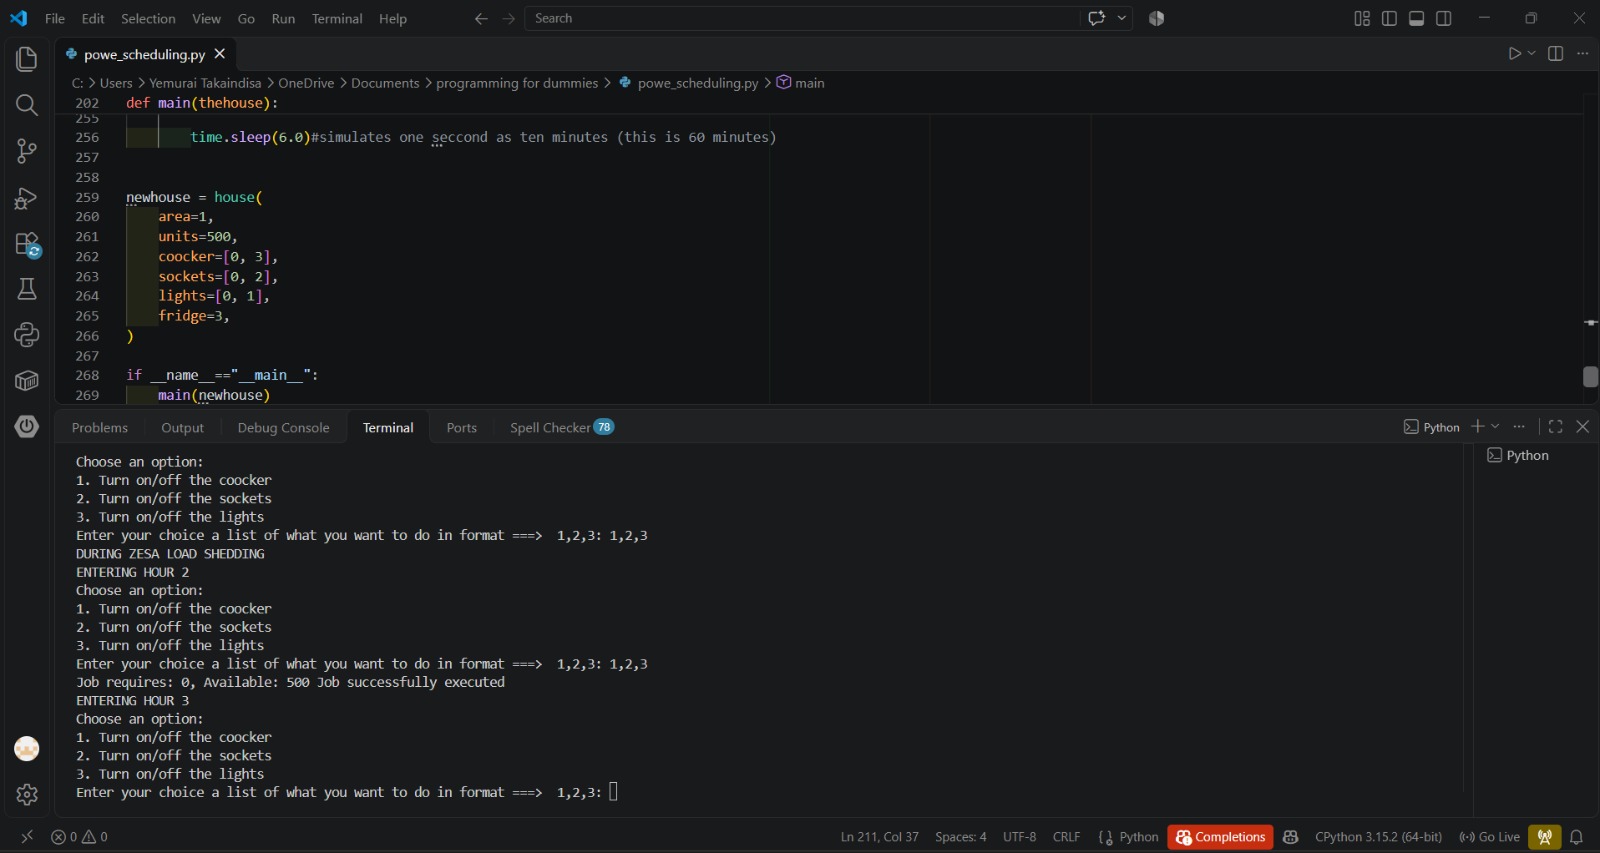 File Edit Selection View Go Run Terminal Help Search
powe_scheduling.py
C: > Users > Yemurai Takaindisa > OneDrive > Documents > programming for dummies > powe_scheduling.py > main
202 def main(thehouse):
255
256 time.sleep(6.0)#simulates one seccond as ten minutes (this is 60 minutes)
257
258
259 newhouse = house(
260 area=1,
261 units=500,
262 coocker=[0, 3],
263 sockets=[0, 2],
264 lights=[0, 1],
265 fridge=3,
266 )
267
268 if __name__=="__main__":
269 main(newhouse)
Problems Output Debug Console Terminal Ports Spell Checker 78 Python
Python
Choose an option:
1. Turn on/off the coocker
2. Turn on/off the sockets
3. Turn on/off the lights
Enter your choice a list of what you want to do in format ===> 1,2,3: 1,2,3
DURING ZESA LOAD SHEDDING
ENTERING HOUR 2
Choose an option:
1. Turn on/off the coocker
2. Turn on/off the sockets
3. Turn on/off the lights
Enter your choice a list of what you want to do in format ===> 1,2,3: 1,2,3
Job requires: 0, Available: 500 Job successfully executed
ENTERING HOUR 3
Choose an option:
1. Turn on/off the coocker
2. Turn on/off the sockets
3. Turn on/off the lights
Enter your choice a list of what you want to do in format ===> 1,2,3:
0 0 Ln 211, Col 37 Spaces: 4 UTF-8 CRLF {} Python Completions CPython 3.15.2 (64-bit) Go Live